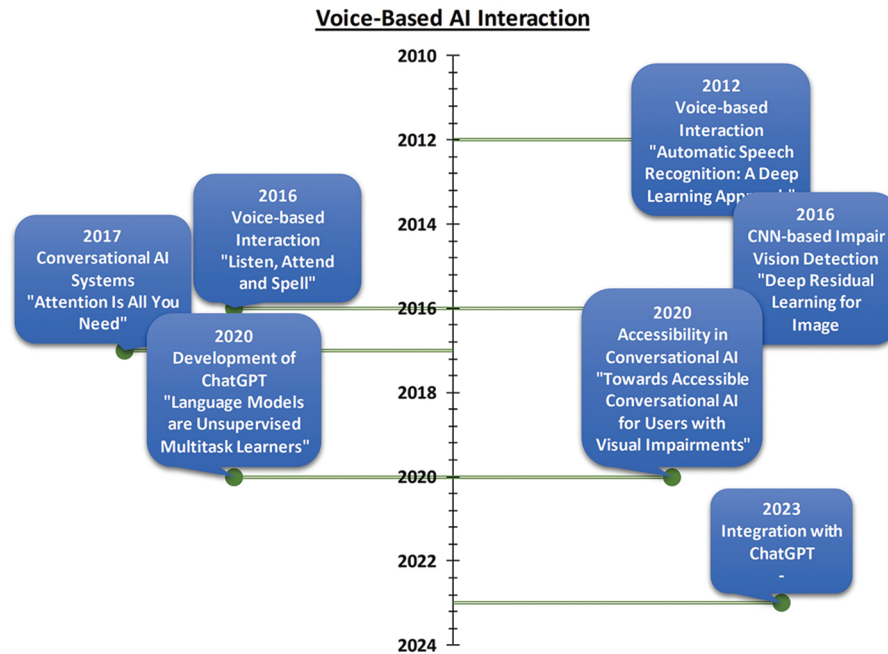 Voice-Based AI Interaction
2010
2012
2014
2016
2018
2020
2022
2024
2012
Voice-based
Interaction
"Automatic Speech
Recognition: A Deep
Learning
2016
Voice-based
Interaction
"Listen, Attend
and Spell"
2016
CNN-based Impair
Vision Detection
"Deep Residual
Learning for
Image
2017
Conversational AI
Systems
"Attention Is All You
Need"
2020
Development of
ChatGPT
"Language Models
are Unsupervised
Multitask Learners"
2020
Accessibility in
Conversational AI
"Towards Accessible
Conversational AI
for Users with
Visual Impairments"
2023
Integration with
ChatGPT
-